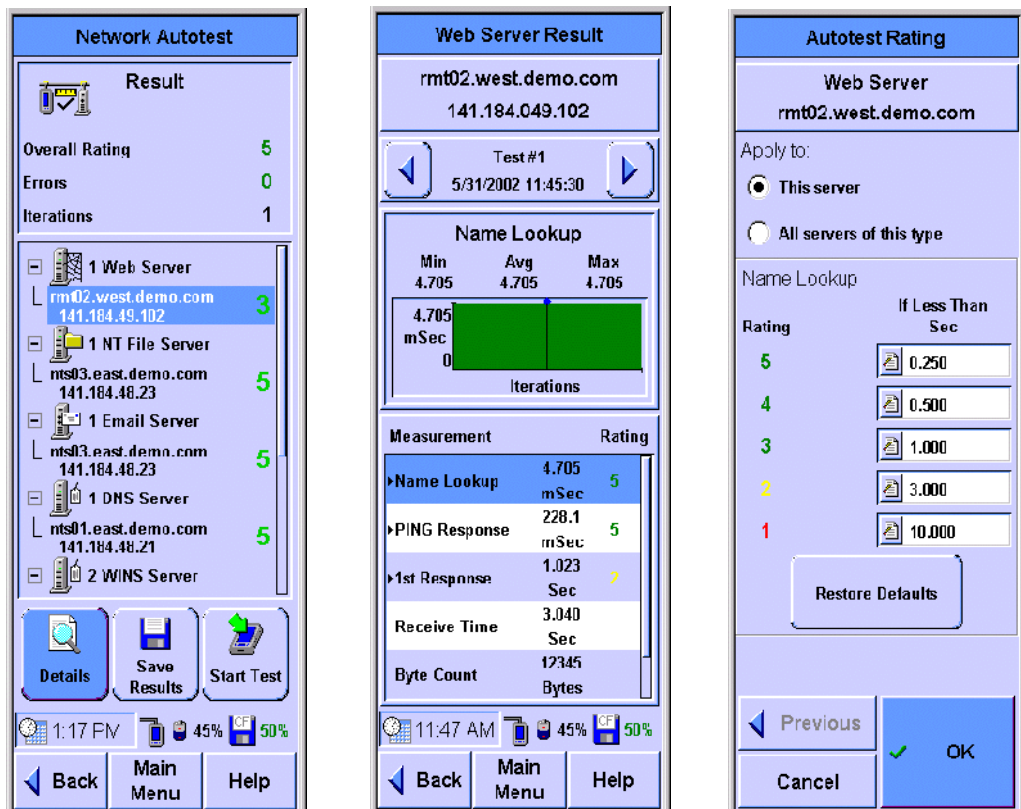 Network Autotest
Result
Overall Rating 5
Errors 0
Iterations 1
1 Web Server
rmt02.west.demo.com
141.184.49.102
3
1 NT File Server
nts03.east.demo.com
141.184.48.23
5
1 Email Server
nts03.east.demo.com
141.184.48.23
5
1 DNS Server
nts01.east.demo.com
141.184.48.21
5
2 WINS Server
Details
Save
Results
Start Test
1:17 PM 45% CF 50%
Back
Main
Menu
Help
Web Server Result
rmt02.west.demo.com
141.184.049.102
Test #1
5/31/2002 11:45:30
Name Lookup
Min Avg Max
4.705 4.705 4.705
4.705
mSec
0
Iterations
Measurement Rating
Name Lookup 4.705 mSec 5
PING Response 228.1 mSec 5
1st Response 1.023 Sec 2
Receive Time 3.040 Sec
Byte Count 12345 Bytes
11:47 AM 45% CF 50%
Back
Main
Menu
Help
Autotest Rating
Web Server
rmt02.west.demo.com
Apply to:
This server
All servers of this type
Name Lookup
If Less Than
Rating Sec
5 0.250
4 0.500
3 1.000
2 3.000
1 10.000
Restore Defaults
Previous
Cancel
OK